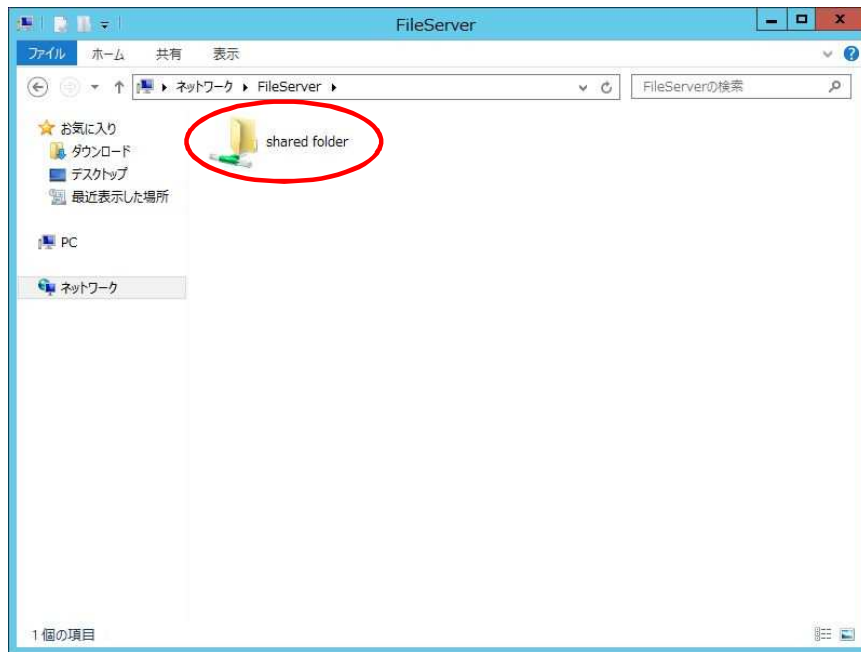 FileServer
ファイル ホーム 共有 表示
ネットワーク FileServer
FileServerの検索
お気に入り
shared folder
ダウンロード
デスクトップ
最近表示した場所
PC
ネットワーク
1 個の項目